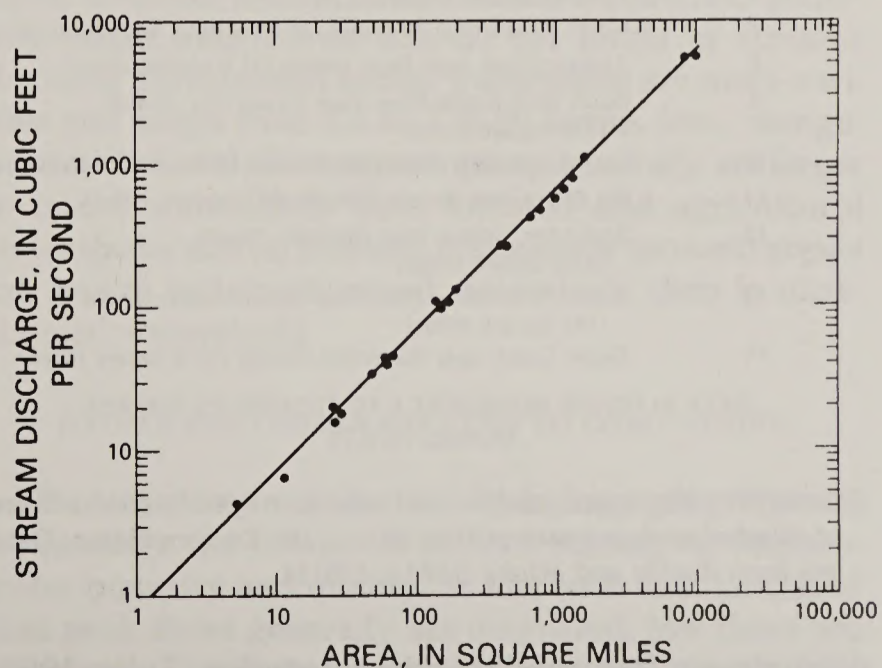 10,000
1,000
100
10
1
STREAM DISCHARGE, IN CUBIC FEET
PER SECOND
1 10 100 1,000 10,000 100,000
AREA, IN SQUARE MILES